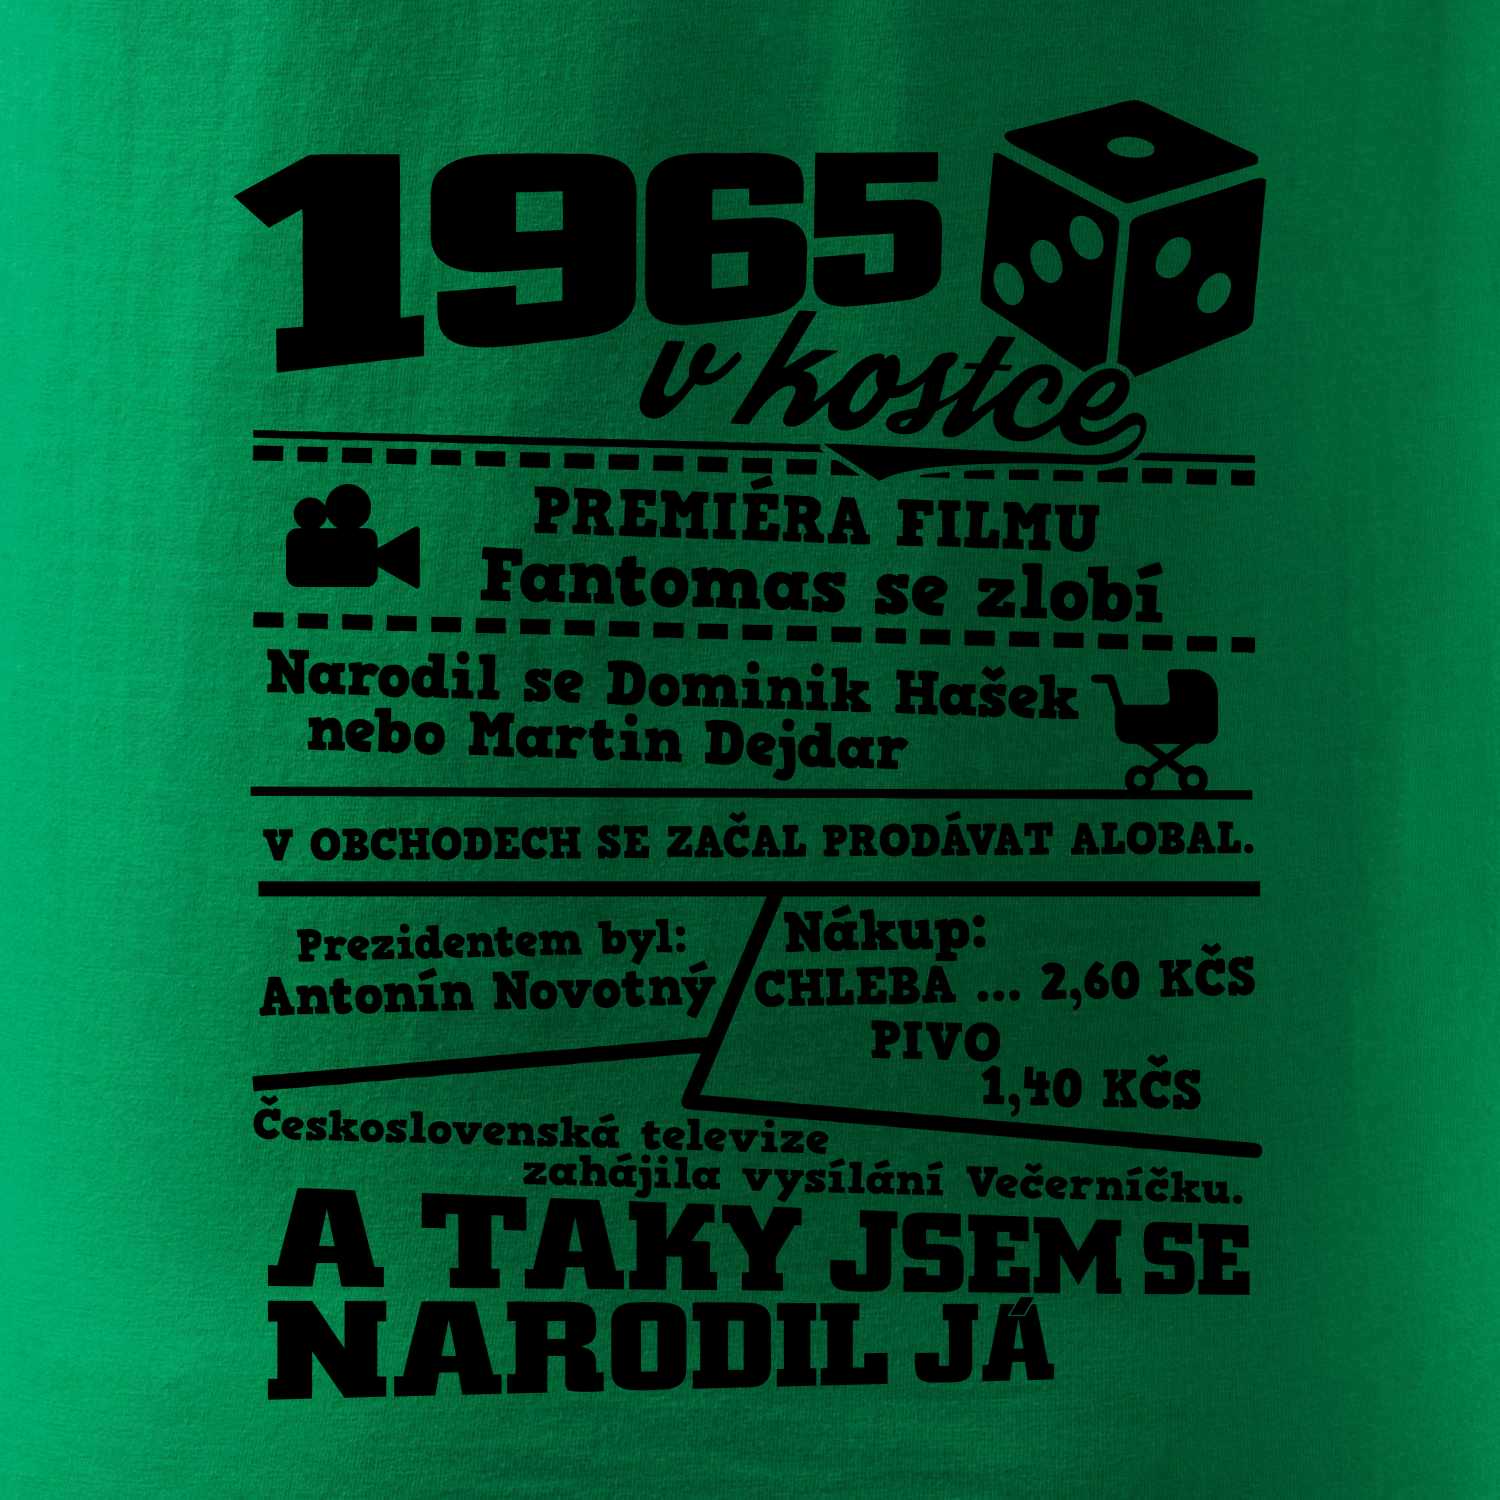 1965
v kostce
PREMIÉRA FILMU
Fantomas se zlobí
Narodil se Dominik Hašek
nebo Martin Dejdar
V OBCHODECH SE ZAČAL PRODÁVAT ALOBAL.
Prezidentem byl:
Antonín Novotný
Nákup:
CHLEBA ... 2,60 KČS
PIVO
1,40 KČS
Československá televize
zahájila vysílání Večerníčku.
A TAKY JSEM SE
NARODIL JÁ